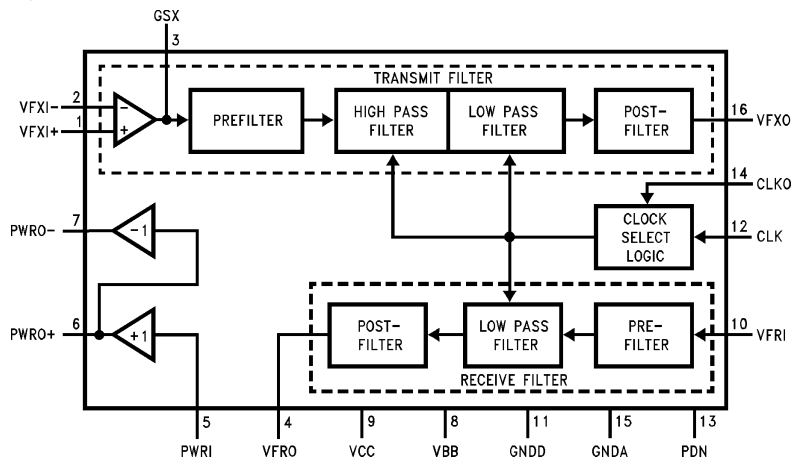 GSX
3
TRANSMIT FILTER
VFXI-
2
-
VFXI+
1
+
PREFILTER
HIGH PASS
FILTER
LOW PASS
FILTER
POST-
FILTER
16
VFXO
14
CLKO
CLOCK
SELECT
LOGIC
12
CLK
PWRO-
7
-1
PWRO+
6
+1
POST-
FILTER
LOW PASS
FILTER
PRE-
FILTER
10
VFRI
RECEIVE FILTER
5
PWRI
4
VFRO
9
VCC
8
VBB
11
GNDD
15
GNDA
13
PDN